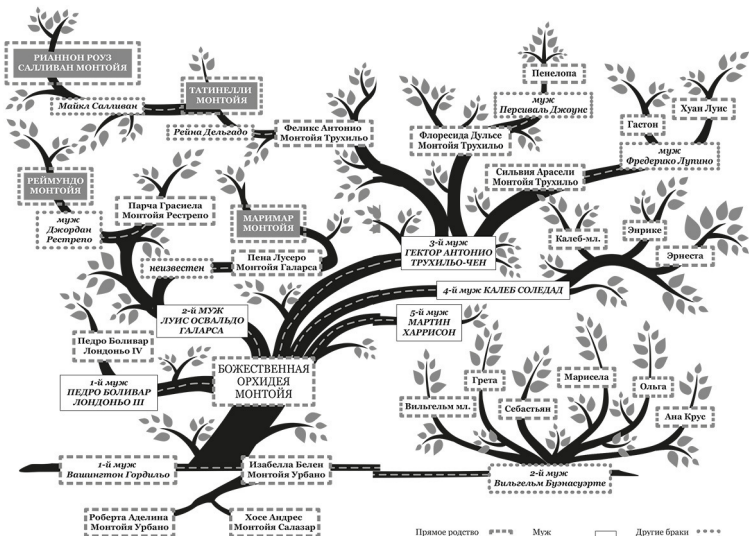 РИАННОН РОУЗ
САЛЛИВАН МОНТОЙЯ
Майкл Салливан
ТАТИНЕЛЛИ
МОНТОЙЯ
Рейна Дельгадо
Феликс Антонио
Монтойя Трухильо
Пенелопа
муж
Персиваль Джоунс
Флоресида Дульсе
Монтойя Трухильо
Хуан Луис
Гастон
муж
Фредерико Лупино
Сильвия Арасели
Монтойя Трухильо
РЕЙМУНДО
МОНТОЙЯ
муж
Джордан
Рестрепо
Парча Грасиела
Монтойя Рестрепо
МАРИМАР
МОНТОЙЯ
неизвестен
Пена Лусеро
Монтойя Галарса
3-й муж
ГЕКТОР АНТОНИО
ТРУХИЛЬО-ЧЕН
Калеб-мл.
Энрике
Эрнеста
4-й муж КАЛЕБ СОЛЕДАД
2-й МУЖ
ЛУИС ОСВАЛЬДО
ГАЛАРСА
5-й муж
МАРТИН
ХАРРИСОН
Педро Боливар
Лондоньо IV
1-й муж
ПЕДРО БОЛИВАР
ЛОНДОНЬО III
БОЖЕСТВЕННАЯ
ОРХИДЕЯ
МОНТОЙЯ
Вильгельм мл.
Грета
Себастьян
Марисела
Ольга
Ана Крус
1-й муж
Вашингтон Гордильо
Изабелла Белен
Монтойя Урбано
2-й муж
Вильгельм Буэнасуэрте
Роберта Аделина
Монтойя Урбано
Хосе Андрес
Монтойя Салазар
Прямое родство
Муж
Другие браки